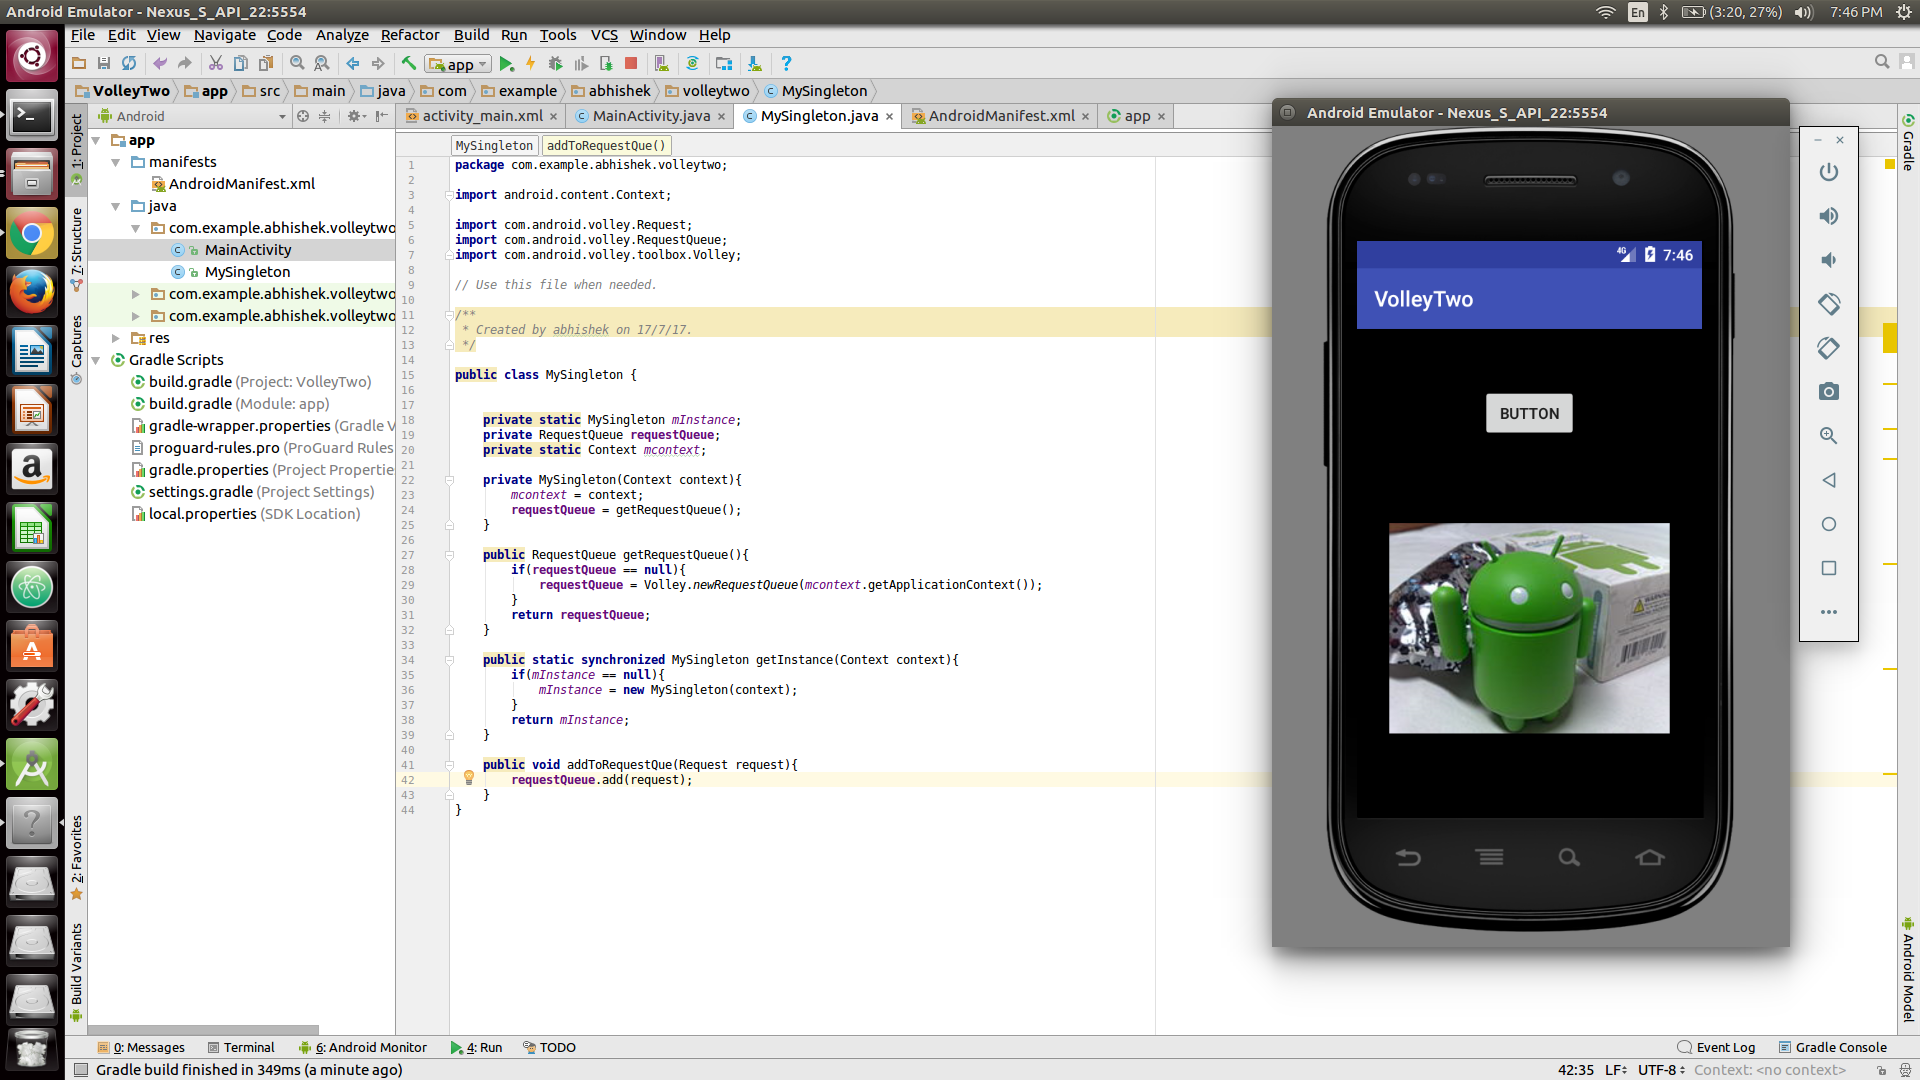 Android Emulator - Nexus_S_API_22:5554
En
(3:20, 27%)
7:46 PM
File Edit View Navigate Code Analyze Refactor Build Run Tools VCS Window Help
app
VolleyTwo app src main java com example abhishek volleytwo MySingleton
Android
activity_main.xml MainActivity.java MySingleton.java AndroidManifest.xml app
1: Project
7: Structure
Captures
2: Favorites
Build Variants
app
manifests
AndroidManifest.xml
java
com.example.abhishek.volleytwo
MainActivity
MySingleton
com.example.abhishek.volleytwo
com.example.abhishek.volleytwo
res
Gradle Scripts
build.gradle (Project: VolleyTwo)
build.gradle (Module: app)
gradle-wrapper.properties (Gradle V
proguard-rules.pro (ProGuard Rules
gradle.properties (Project Propertie
settings.gradle (Project Settings)
local.properties (SDK Location)
MySingleton addToRequestQue()
1 package com.example.abhishek.volleytwo;
2
3 import android.content.Context;
4
5 import com.android.volley.Request;
6 import com.android.volley.RequestQueue;
7 import com.android.volley.toolbox.Volley;
8
9 // Use this file when needed.
10
11 /**
12 * Created by abhishek on 17/7/17.
13 */
14
15 public class MySingleton {
16
17
18 private static MySingleton mInstance;
19 private RequestQueue requestQueue;
20 private static Context mcontext;
21
22 private MySingleton(Context context){
23 mcontext = context;
24 requestQueue = getRequestQueue();
25 }
26
27 public RequestQueue getRequestQueue(){
28 if(requestQueue == null){
29 requestQueue = Volley.newRequestQueue(mcontext.getApplicationContext());
30 }
31 return requestQueue;
32 }
33
34 public static synchronized MySingleton getInstance(Context context){
35 if(mInstance == null){
36 mInstance = new MySingleton(context);
37 }
38 return mInstance;
39 }
40
41 public void addToRequestQue(Request request){
42 requestQueue.add(request);
43 }
44 }
Android Emulator - Nexus_S_API_22:5554
4G
7:46
VolleyTwo
BUTTON
Gradle
Android Model
0: Messages Terminal 6: Android Monitor 4: Run TODO
Event Log Gradle Console
Gradle build finished in 349ms (a minute ago)
42:35 LF UTF-8 Context: <no context>